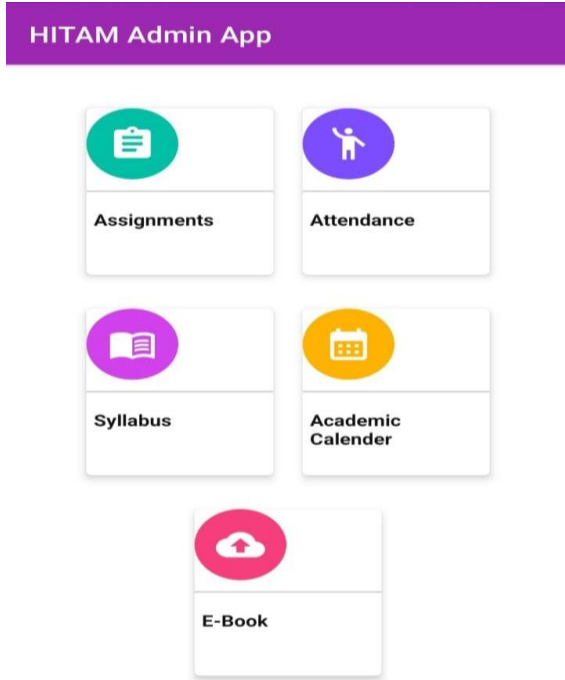 HITAM Admin App
Assignments
Attendance
Syllabus
Academic
Calender
E-Book